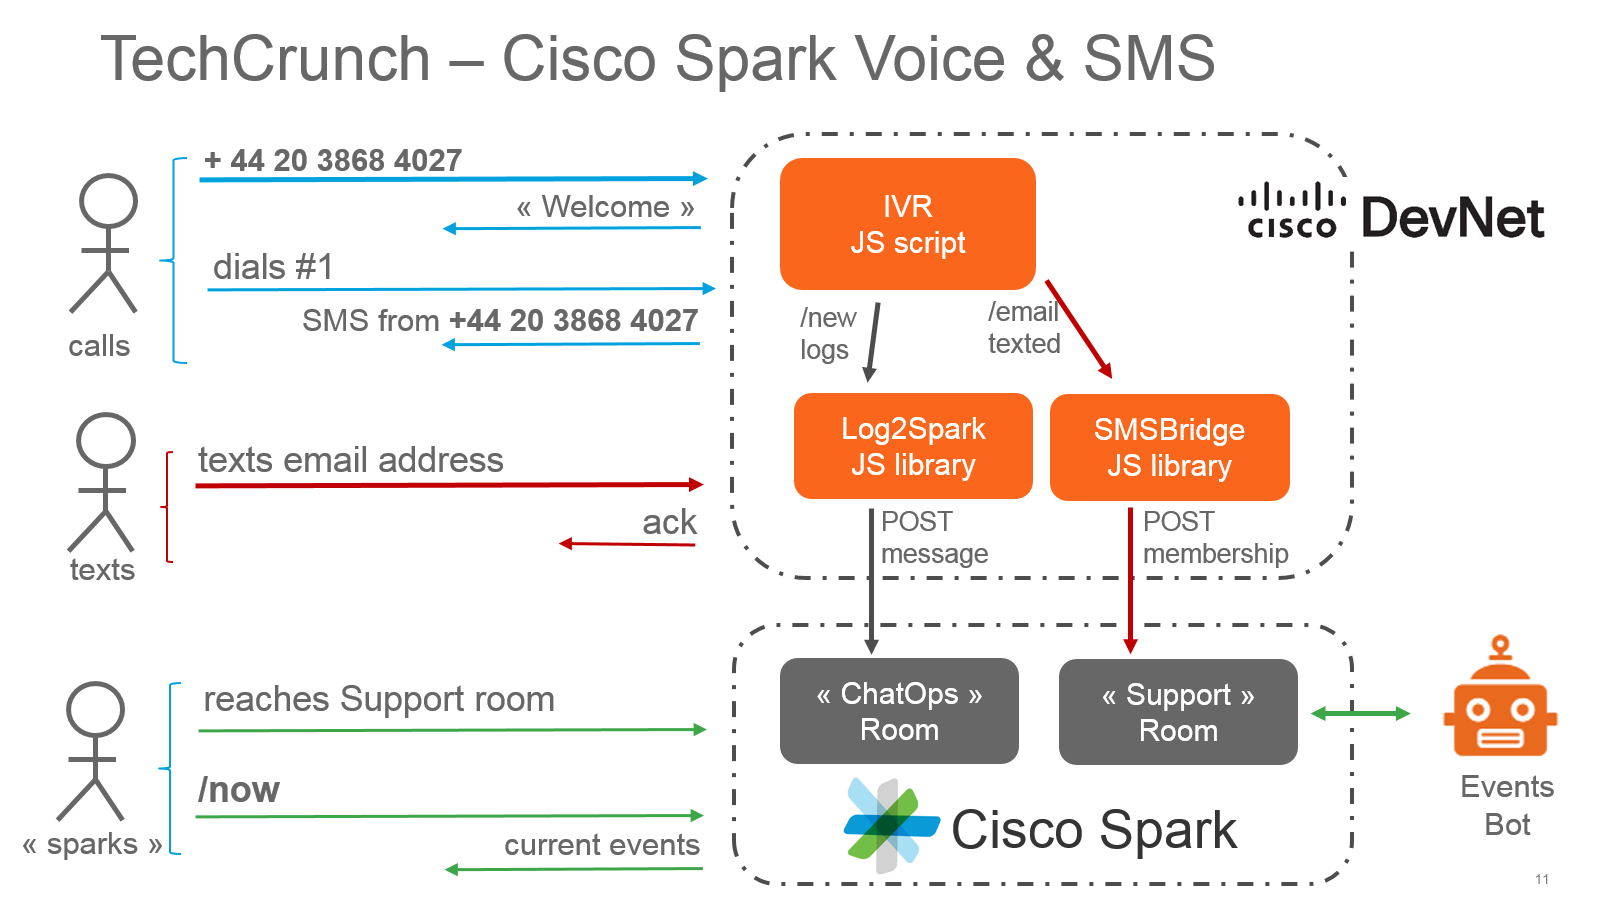 TechCrunch – Cisco Spark Voice & SMS
+ 44 20 3868 4027
« Welcome »
dials #1
SMS from +44 20 3868 4027
calls
texts email address
ack
texts
reaches Support room
/now
current events
« sparks »
IVR
JS script
CISCO DevNet
/new
logs
/email
texted
Log2Spark
JS library
SMSBridge
JS library
POST
message
POST
membership
« ChatOps »
Room
« Support »
Room
Cisco Spark
Events
Bot
11